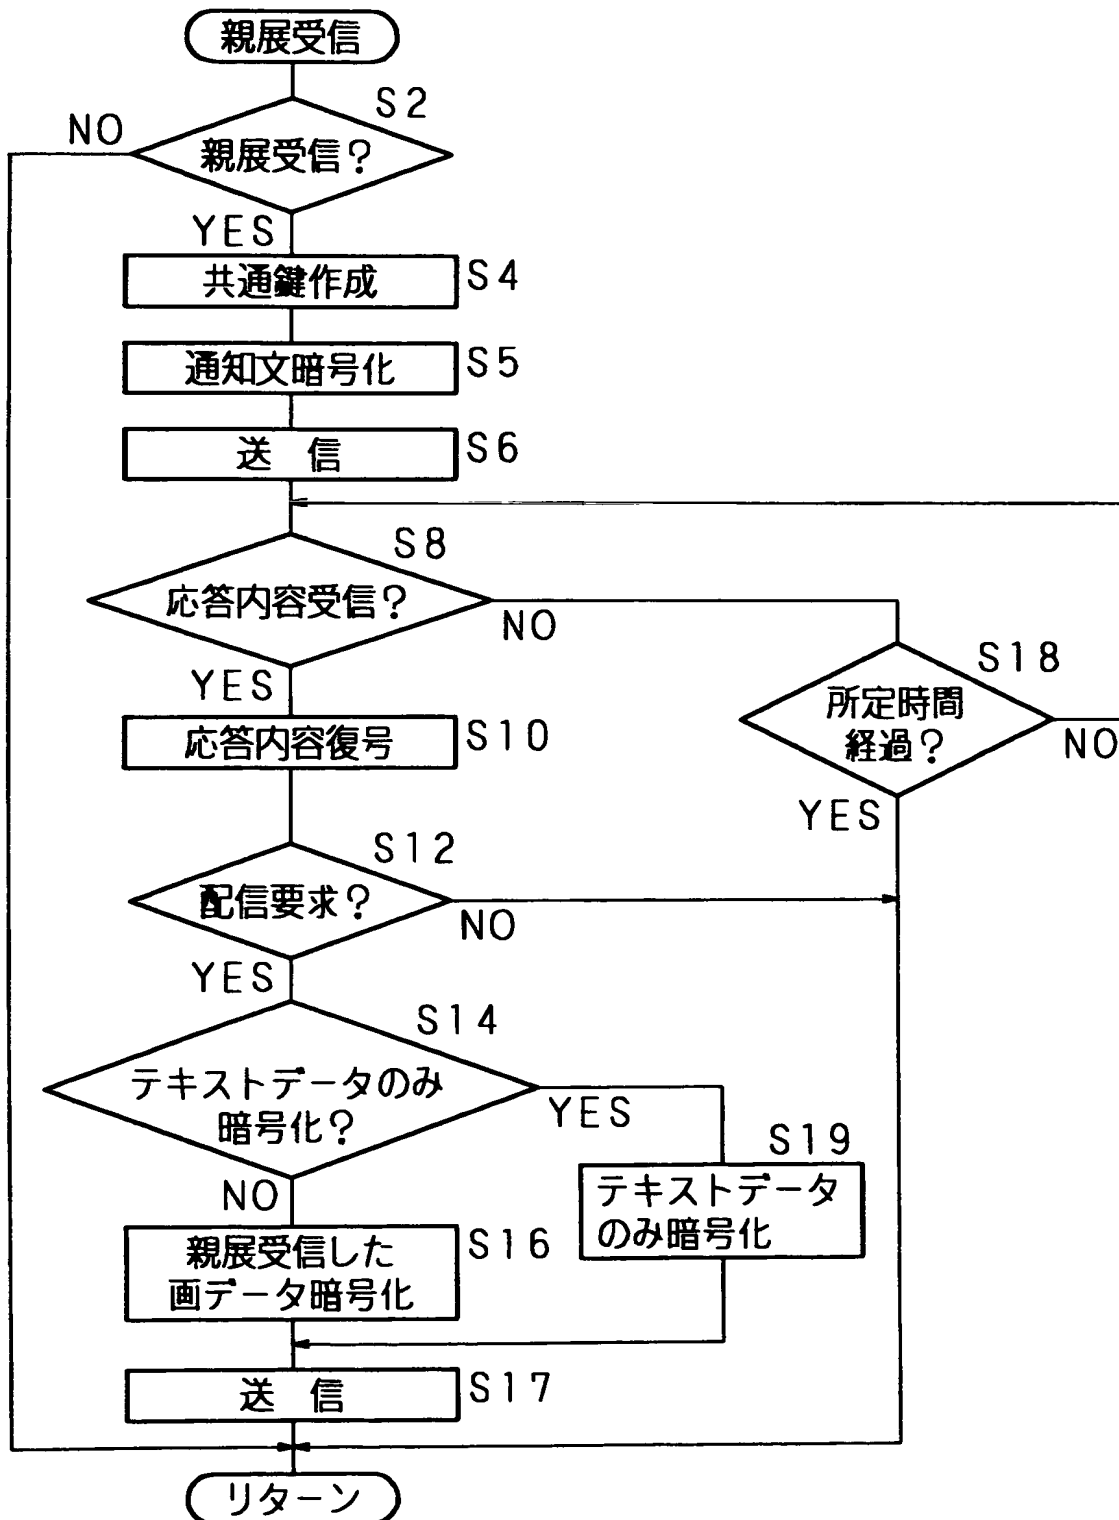 親展受信
S2
NO
親展受信?
YES
共通鍵作成
S4
通知文暗号化
S5
送 信
S6
S8
応答内容受信?
NO
YES
S18
所定時間
経過?
NO
YES
応答内容復号
S10
S12
配信要求?
NO
YES
S14
テキストデータのみ
暗号化?
YES
NO
S19
テキストデータ
のみ暗号化
親展受信した
画データ暗号化
S16
送 信
S17
リターン